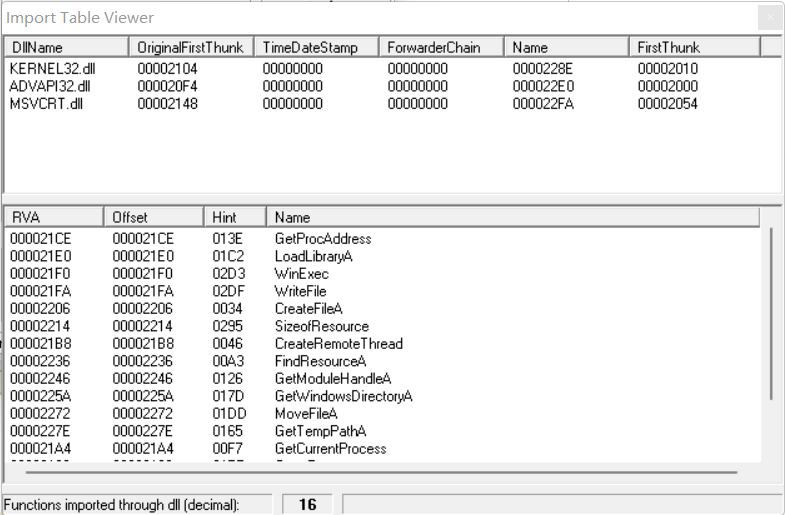 Import Table Viewer
DllName OriginalFirstThunk TimeDateStamp ForwarderChain Name FirstThunk
KERNEL32.dll 00002104 00000000 00000000 0000228E 00002010
ADVAPI32.dll 000020F4 00000000 00000000 000022E0 00002000
MSVCRT.dll 00002148 00000000 00000000 000022FA 00002054
RVA Offset Hint Name
000021CE 000021CE 013E GetProcAddress
000021E0 000021E0 01C2 LoadLibraryA
000021F0 000021F0 02D3 WinExec
000021FA 000021FA 02DF WriteFile
00002206 00002206 0034 CreateFileA
00002214 00002214 0295 SizeofResource
000021B8 000021B8 0046 CreateRemoteThread
00002236 00002236 00A3 FindResourceA
00002246 00002246 0126 GetModuleHandleA
0000225A 0000225A 017D GetWindowsDirectoryA
00002272 00002272 01DD MoveFileA
0000227E 0000227E 0165 GetTempPathA
000021A4 000021A4 00F7 GetCurrentProcess
Functions imported through dll (decimal): 16